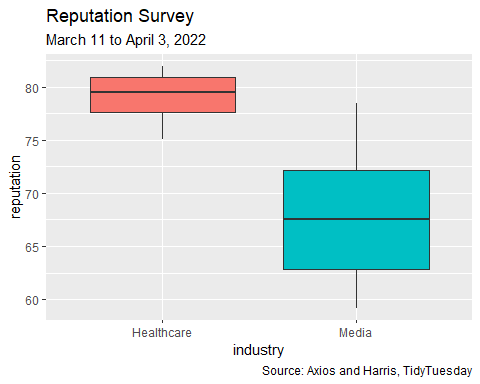 Reputation Survey
March 11 to April 3, 2022
80
75
70
65
60
reputation
Healthcare
Media
industry
Source: Axios and Harris, TidyTuesday